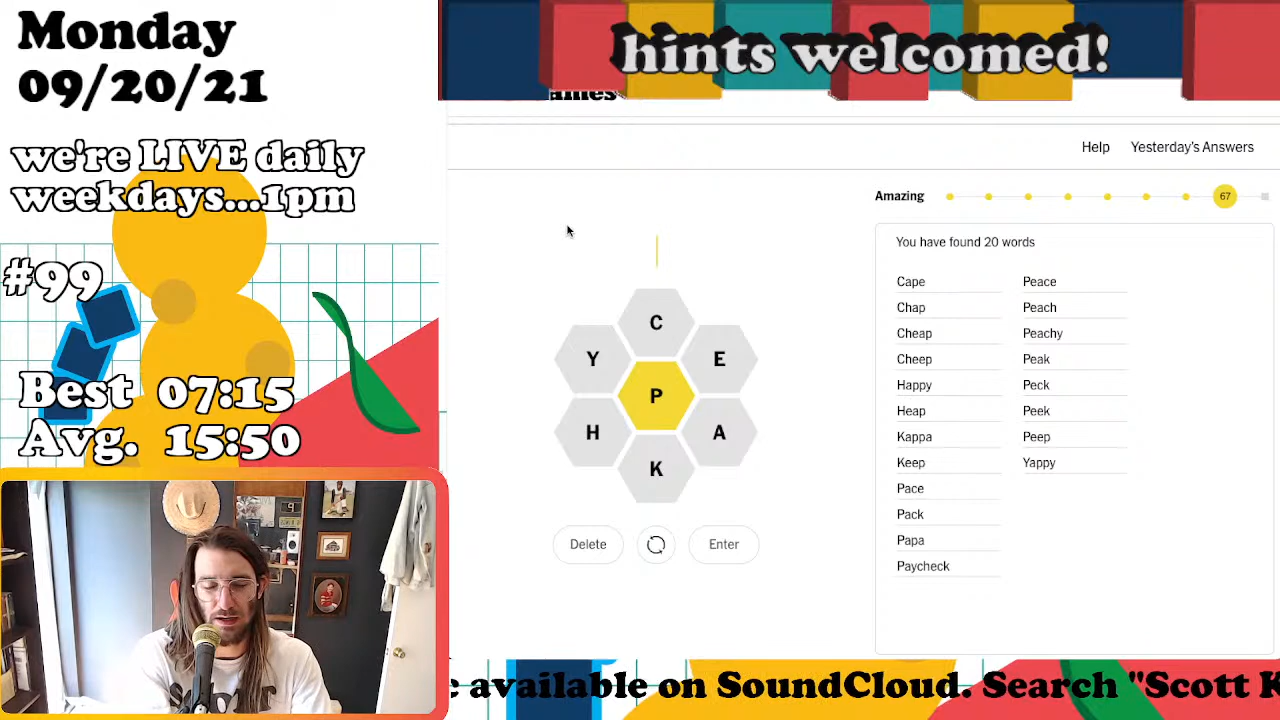 Monday
09/20/21
we're LIVE daily
weekdays...1pm
#99
Best 07:15
Avg. 15:50
hints welcomed!
Help Yesterday's Answers
Amazing 67
You have found 20 words
Cape
Chap
Cheap
Cheep
Happy
Heap
Kappa
Keep
Pace
Pack
Papa
Paycheck
Peace
Peach
Peachy
Peak
Peck
Peek
Peep
Yappy
C
Y E
P
H A
K
Delete Enter
c available on SoundCloud. Search "Scott K